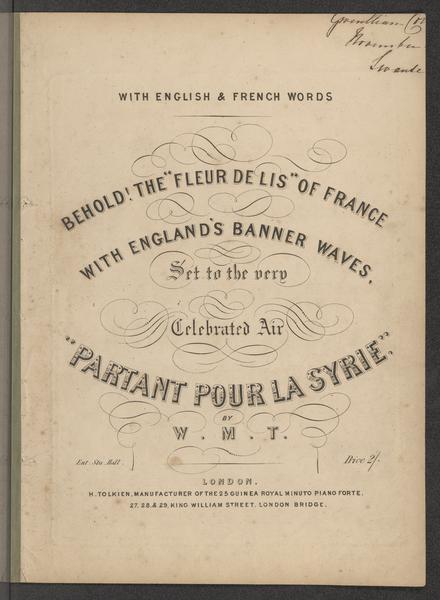 November
WITH ENGLISH & FRENCH WORDS
BEHOLD! THE "FLEUR DE LIS" OF FRANCE
WITH ENGLAND'S BANNER WAVES,
Set to the very
Celebrated Air
"PARTANT POUR LA SYRIE",
BY
W. M. T.
Ent. Sta. Hall.
Price 2/-
LONDON,
H. TOLKIEN, MANUFACTURER OF THE 25 GUINEA ROYAL MINUTO PIANO FORTE,
27, 28, & 29, KING WILLIAM STREET, LONDON BRIDGE.